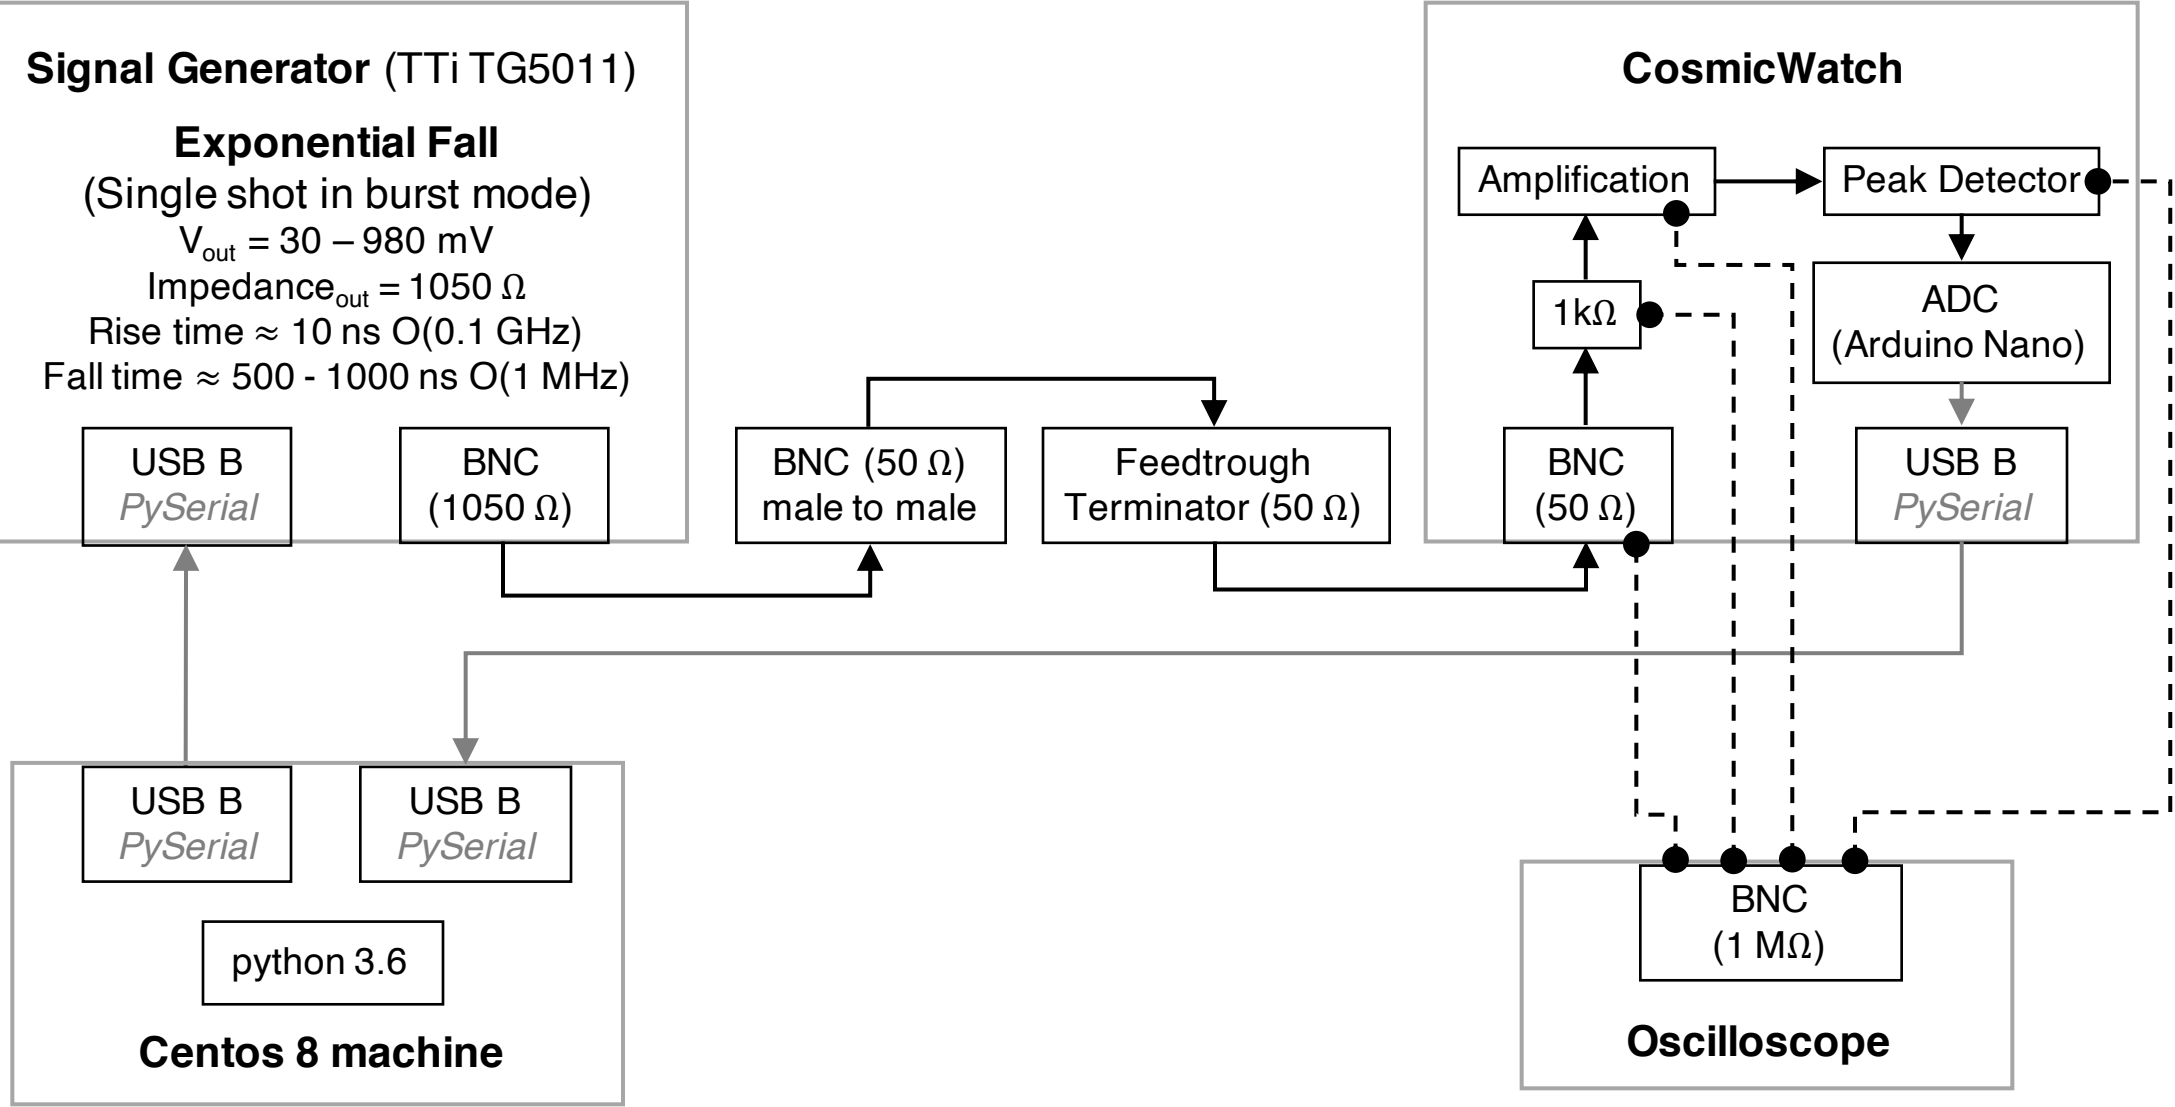 Signal Generator (TTi TG5011)
Exponential Fall
(Single shot in burst mode)
Vout = 30 – 980 mV
Impedanceout = 1050 Ω
Rise time ≈ 10 ns O(0.1 GHz)
Fall time ≈ 500 - 1000 ns O(1 MHz)
USB B
PySerial
BNC
(1050 Ω)
BNC (50 Ω)
male to male
Feedtrough
Terminator (50 Ω)
CosmicWatch
Amplification
Peak Detector
1kΩ
ADC
(Arduino Nano)
BNC
(50 Ω)
USB B
PySerial
USB B
PySerial
USB B
PySerial
python 3.6
Centos 8 machine
BNC
(1 MΩ)
Oscilloscope